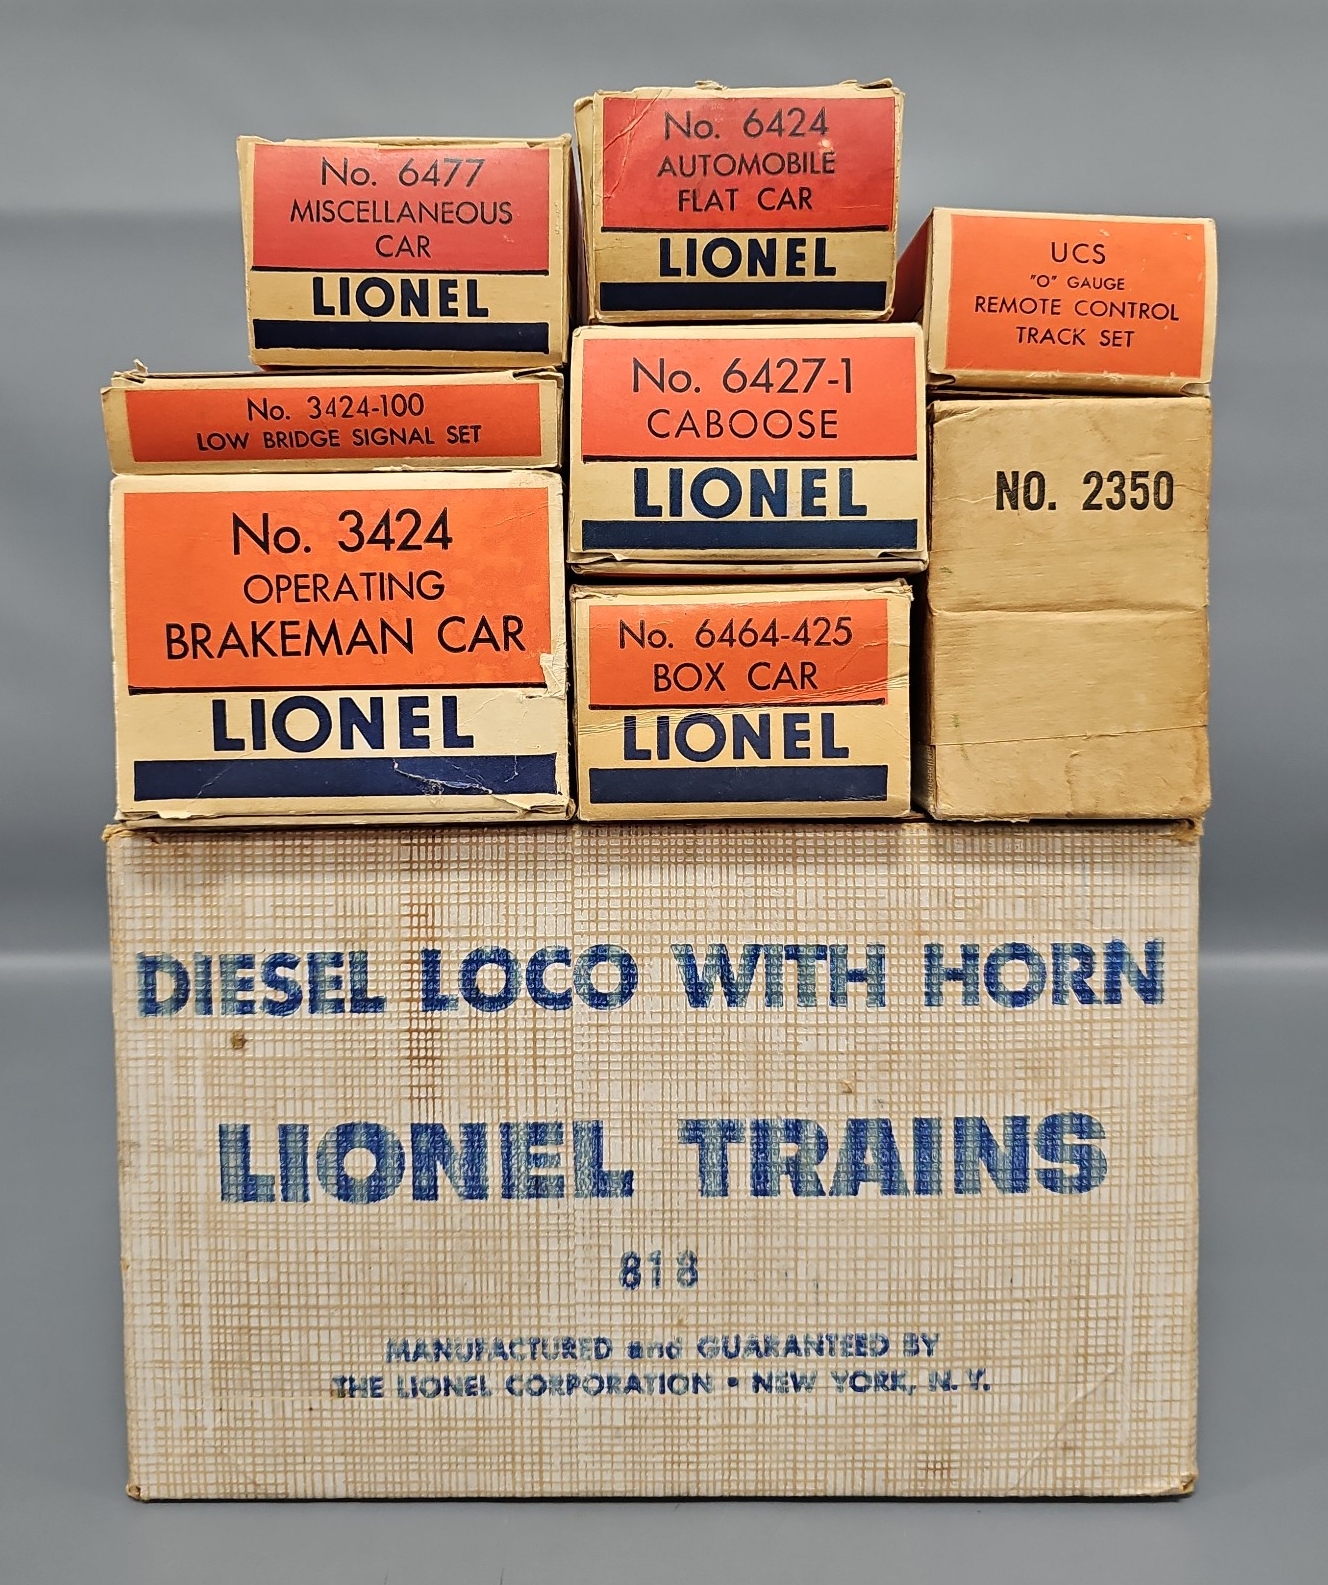 No. 6477
MISCELLANEOUS
CAR
LIONEL
No. 6424
AUTOMOBILE
FLAT CAR
LIONEL
UCS
"O" GAUGE
REMOTE CONTROL
TRACK SET
No. 3424-100
LOW BRIDGE SIGNAL SET
No. 6427-1
CABOOSE
LIONEL
NO. 2350
No. 3424
OPERATING
BRAKEMAN CAR
LIONEL
No. 6464-425
BOX CAR
LIONEL
DIESEL LOCO WITH HORN
LIONEL TRAINS
818
MANUFACTURED and GUARANTEED BY
THE LIONEL CORPORATION • NEW YORK, N. Y.